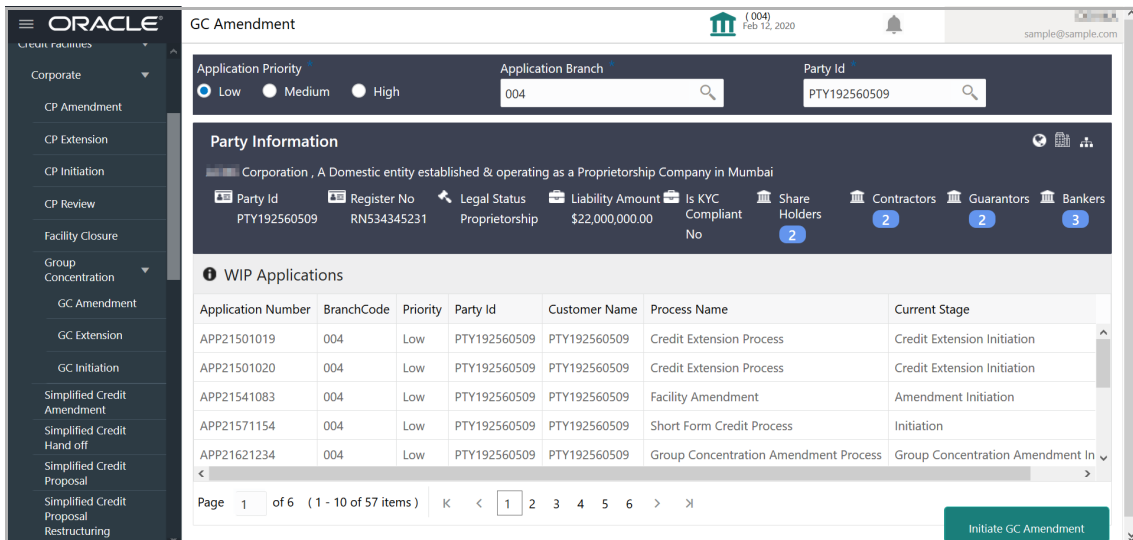 ORACLE
GC Amendment
( 004)
Feb 12, 2020
sample@sample.com
Credit Facilities
Corporate
CP Amendment
CP Extension
CP Initiation
CP Review
Facility Closure
Group
Concentration
GC Amendment
GC Extension
GC Initiation
Simplified Credit
Amendment
Simplified Credit
Hand off
Simplified Credit
Proposal
Simplified Credit
Proposal
Restructuring
Application Priority *
Low Medium High
Application Branch *
004
Party Id *
PTY192560509
Party Information
Corporation , A Domestic entity established & operating as a Proprietorship Company in Mumbai
Party Id
PTY192560509
Register No
RN534345231
Legal Status
Proprietorship
Liability Amount
$22,000,000.00
Is KYC
Compliant
No
Share
Holders
2
Contractors
2
Guarantors
2
Bankers
3
WIP Applications
Application Number BranchCode Priority Party Id Customer Name Process Name Current Stage
APP21501019 004 Low PTY192560509 PTY192560509 Credit Extension Process Credit Extension Initiation
APP21501020 004 Low PTY192560509 PTY192560509 Credit Extension Process Credit Extension Initiation
APP21541083 004 Low PTY192560509 PTY192560509 Facility Amendment Amendment Initiation
APP21571154 004 Low PTY192560509 PTY192560509 Short Form Credit Process Initiation
APP21621234 004 Low PTY192560509 PTY192560509 Group Concentration Amendment Process Group Concentration Amendment In
Page 1 of 6 ( 1 - 10 of 57 items ) 1 2 3 4 5 6
Initiate GC Amendment